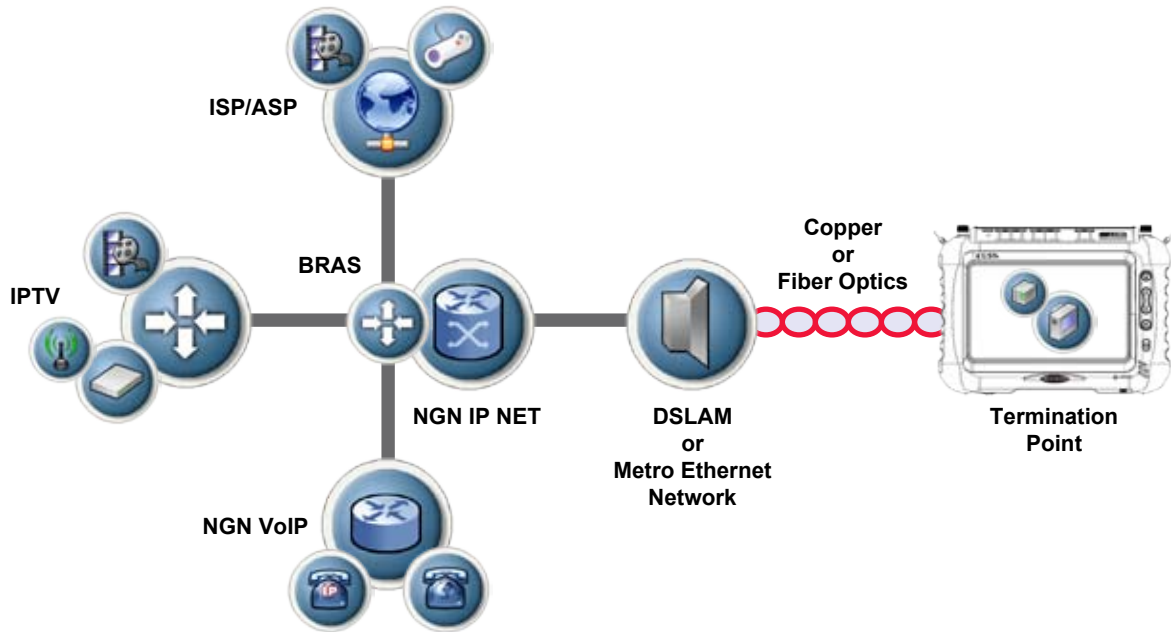 ISP/ASP
Copper
or
Fiber Optics
BRAS
IPTV
NGN IP NET
DSLAM
or
Metro Ethernet
Network
Termination
Point
NGN VoIP
I.P